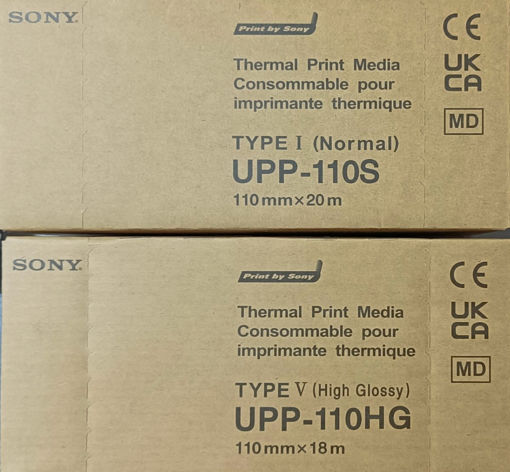 SONY
Print by Sony
CE
Thermal Print Media
Consommable pour
imprimante thermique
UK
CA
MD
TYPE I (Normal)
UPP-110S
110mm×20m
SONY
Print by Sony
CE
Thermal Print Media
Consommable pour
imprimante thermique
UK
CA
MD
TYPE V (High Glossy)
UPP-110HG
110mm×18m